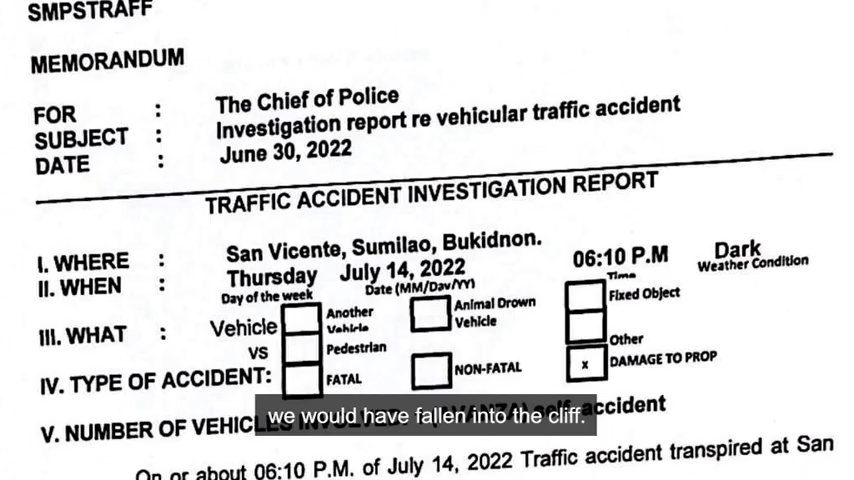 SMPSTRAFF
MEMORANDUM
FOR : The Chief of Police
SUBJECT : Investigation report re vehicular traffic accident
DATE : June 30, 2022
TRAFFIC ACCIDENT INVESTIGATION REPORT
I. WHERE : San Vicente, Sumilao, Bukidnon.
II. WHEN : Thursday July 14, 2022 06:10 P.M Dark
Day of the week Date (MM/Day/YY) Time Weather Condition
III. WHAT : Vehicle vs
Another Vehicle
Pedestrian
Animal Drown Vehicle
Fixed Object
Other
IV. TYPE OF ACCIDENT: FATAL NON-FATAL x DAMAGE TO PROP
V. NUMBER OF VEHICLES accident
we would have fallen into the cliff.
On or about 06:10 P.M. of July 14, 2022 Traffic accident transpired at San